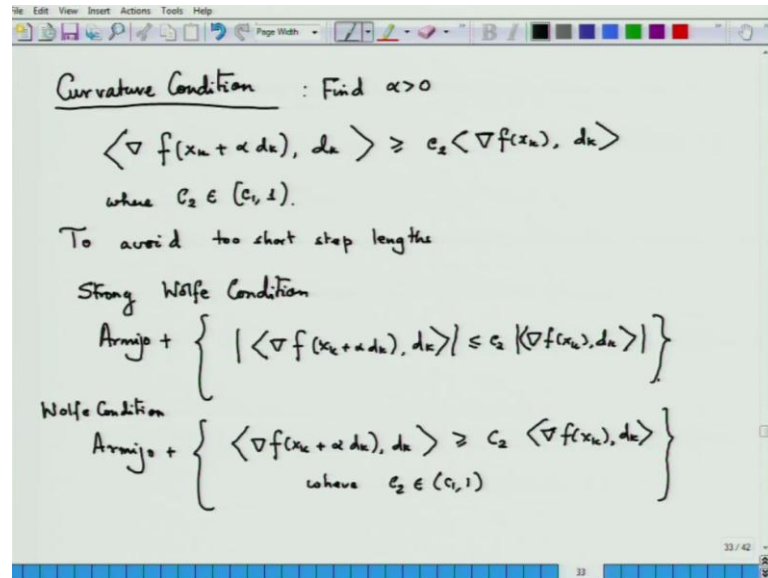 File Edit View Insert Actions Tools Help
Page Width
B I
Curvature Condition : Find α>0
⟨∇ f(xₖ + α dₖ), dₖ⟩ ≥ c₂⟨∇f(xₖ), dₖ⟩
where C₂ ∈ (c₁, 1).
To avoid too short step lengths
Strong Wolfe Condition
Armijo + { |⟨∇f(xₖ+αdₖ), dₖ⟩| ≤ c₂ |⟨∇f(xₖ), dₖ⟩| }
Wolfe Condition
Armijo + { ⟨∇f(xₖ + α dₖ), dₖ⟩ ≥ C₂ ⟨∇f(xₖ), dₖ⟩ }
where c₂ ∈ (c₁, 1)
33 / 42
33